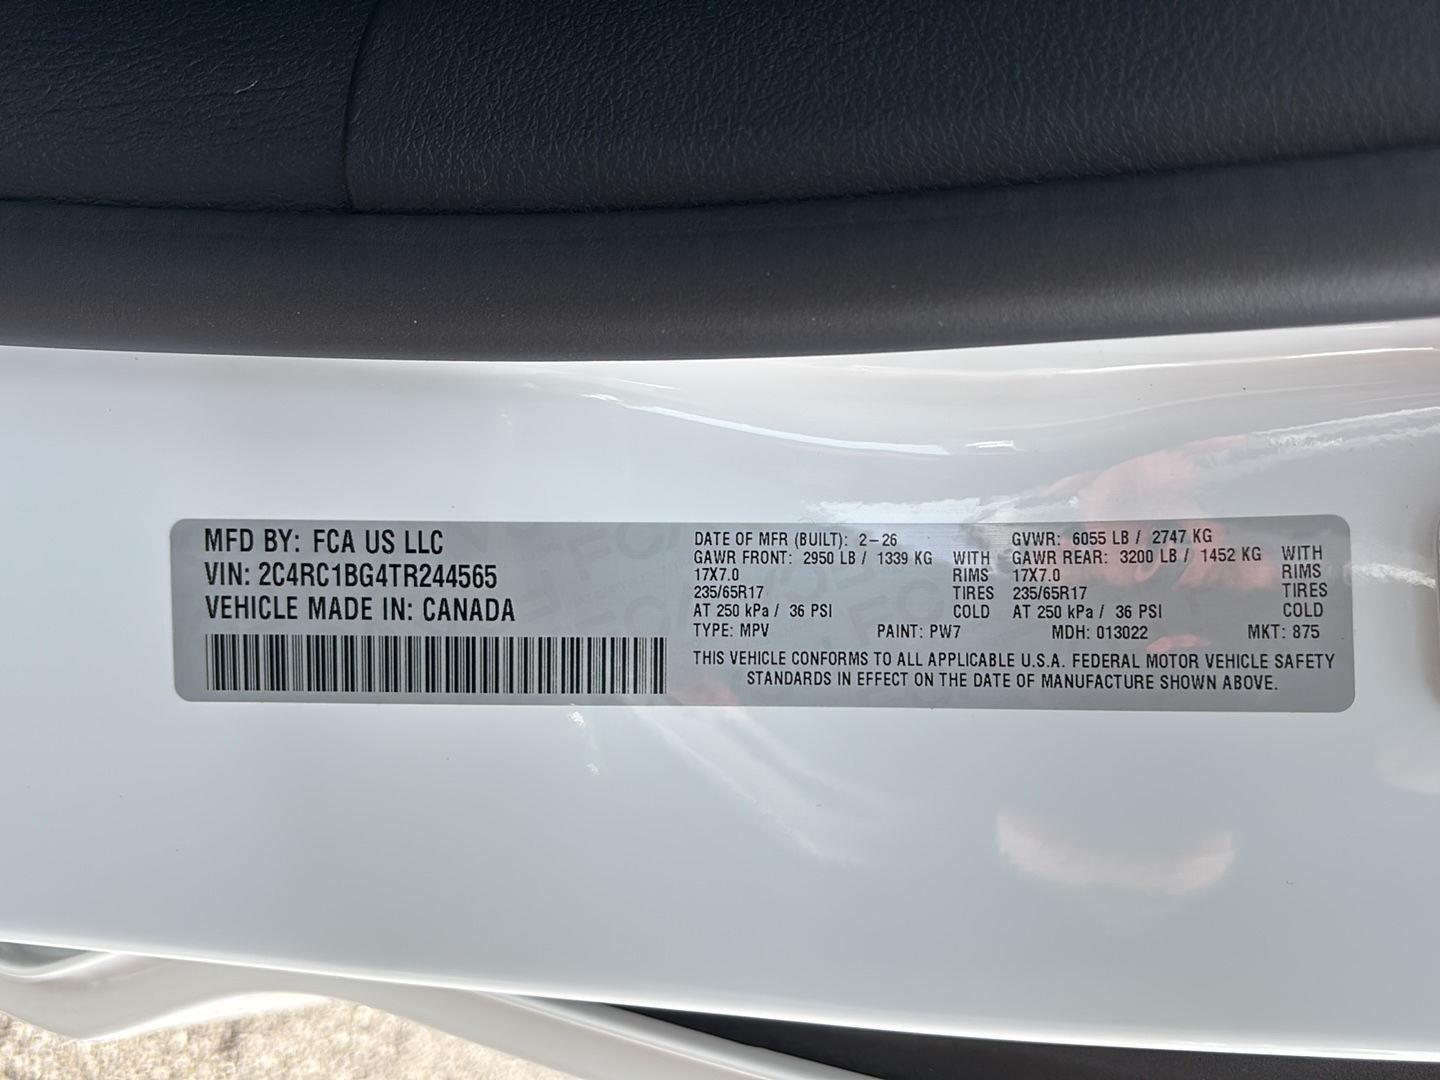 MFD BY: FCA US LLC
VIN: 2C4RC1BG4TR244565
VEHICLE MADE IN: CANADA
DATE OF MFR (BUILT): 2-26 GVWR: 6055 LB / 2747 KG
GAWR FRONT: 2950 LB / 1339 KG WITH GAWR REAR: 3200 LB / 1452 KG WITH
17X7.0 RIMS 17X7.0 RIMS
235/65R17 TIRES 235/65R17 TIRES
AT 250 kPa / 36 PSI COLD AT 250 kPa / 36 PSI COLD
TYPE: MPV PAINT: PW7 MDH: 013022 MKT: 875
THIS VEHICLE CONFORMS TO ALL APPLICABLE U.S.A. FEDERAL MOTOR VEHICLE SAFETY
STANDARDS IN EFFECT ON THE DATE OF MANUFACTURE SHOWN ABOVE.